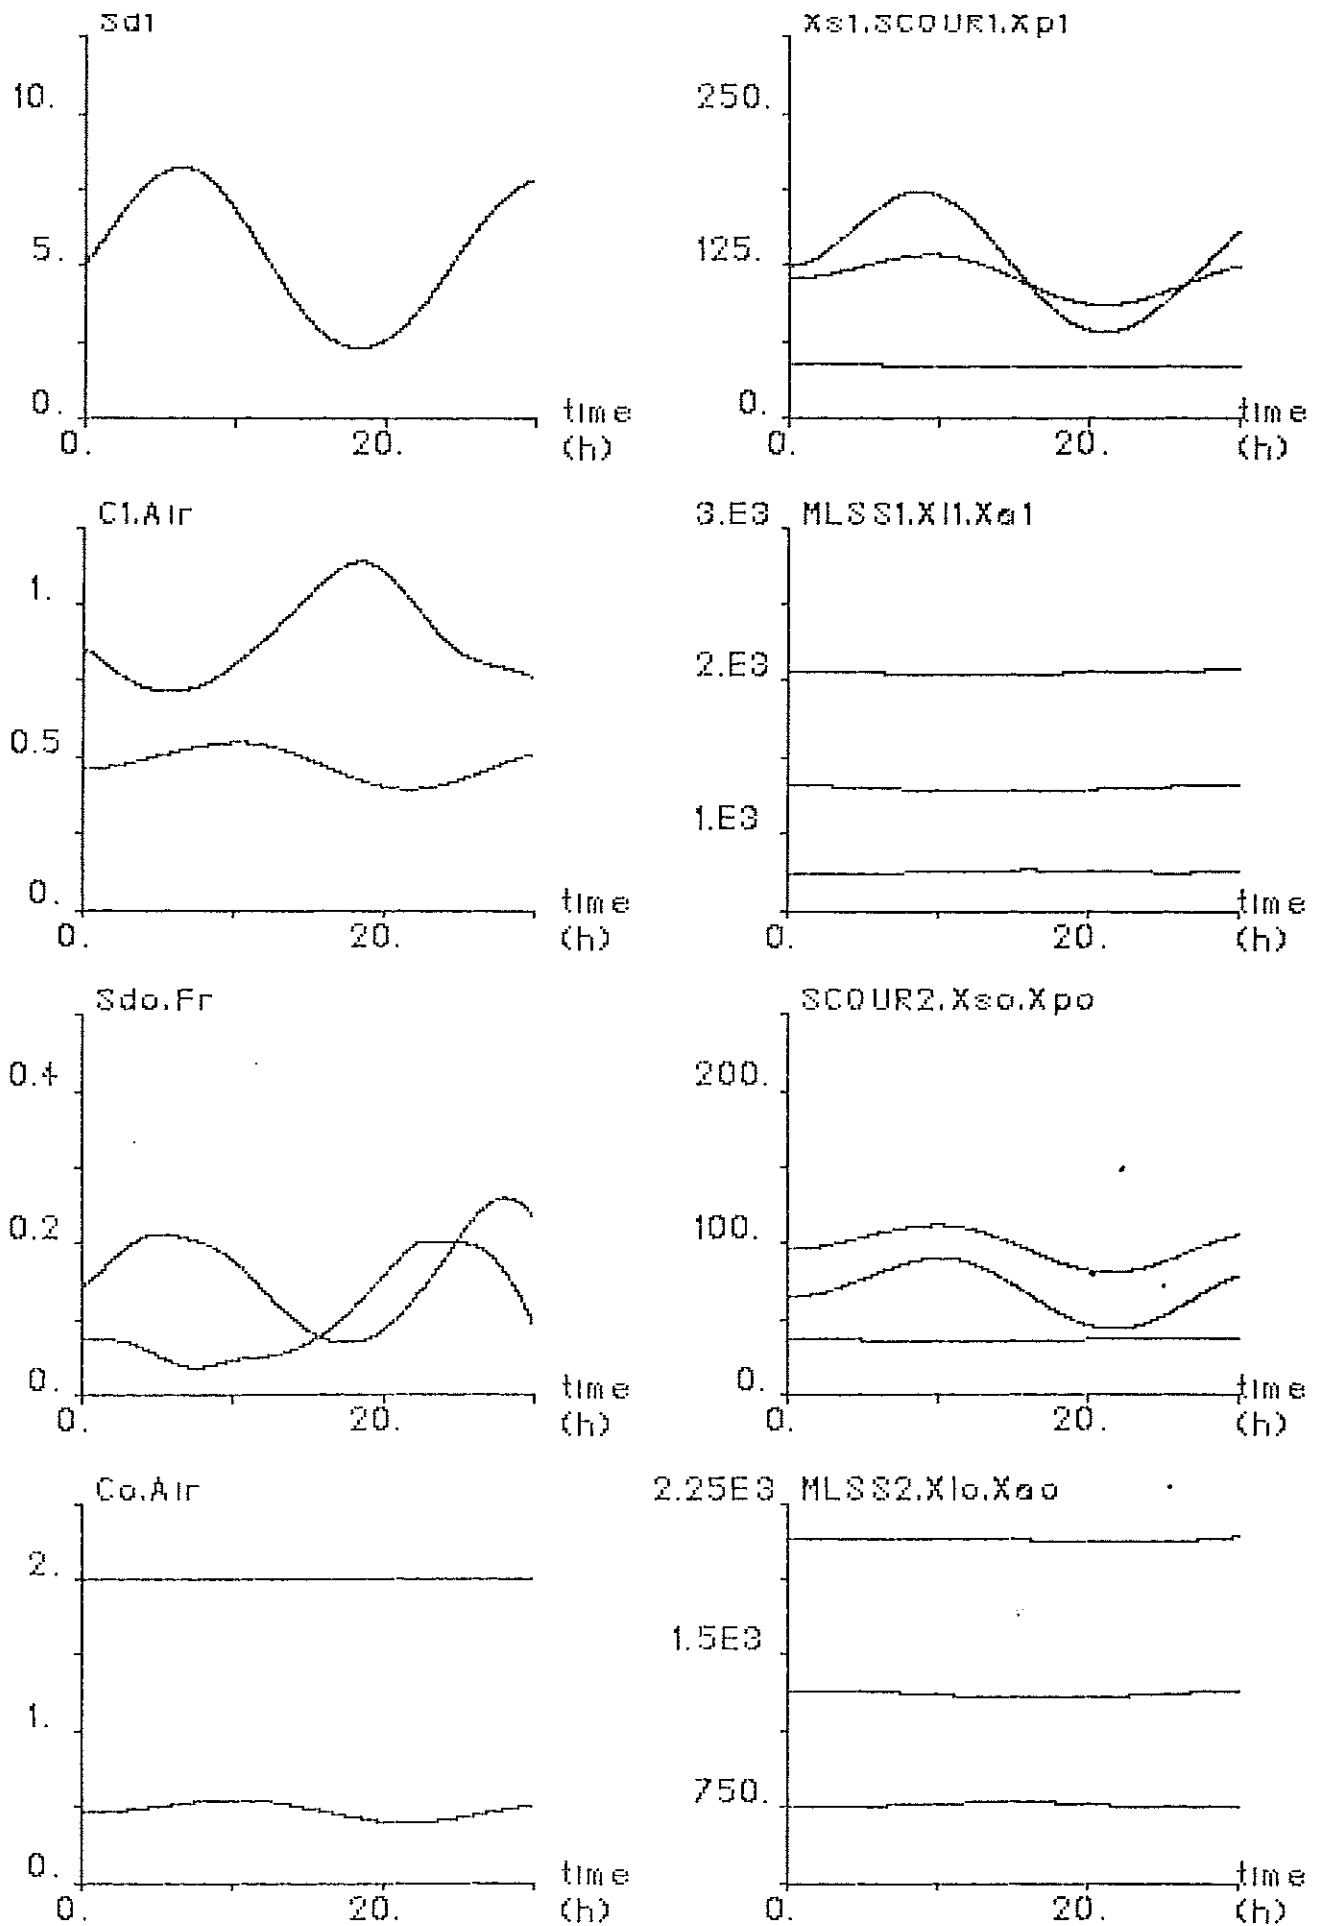 Sd1
10.
5.
0.
0.
20.
time
(h)
Xs1.SCOUR1.Xp1
250.
125.
0.
0.
20.
time
(h)
C1.Air
1.
0.5
0.
0.
20.
time
(h)
3.E3 MLSS1.XI1.Xa1
2.E3
1.E3
0.
20.
time
(h)
Sdo.Fr
0.4
0.2
0.
0.
20.
time
(h)
SCOUR2.Xso.Xpo
200.
100.
0.
0.
20.
time
(h)
Co.Air
2.
1.
0.
0.
20.
time
(h)
2.25E3 MLSS2.XIo.Xao
1.5E3
750.
0.
20.
time
(h)